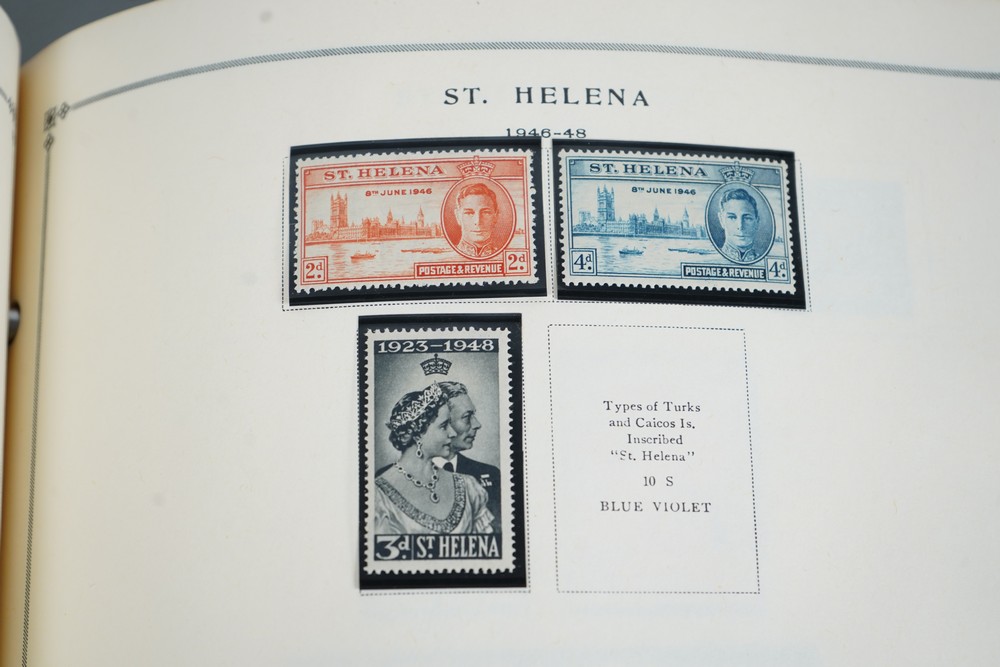 ST. HELENA
1946-48
ST. HELENA
8TH JUNE 1946
2d.
POSTAGE & REVENUE
2d.
ST. HELENA
8TH JUNE 1946
4d.
POSTAGE & REVENUE
4d.
1923-1948
3d. ST. HELENA
Types of Turks
and Caicos Is.
Inscribed
"St. Helena"
10 S
BLUE VIOLET